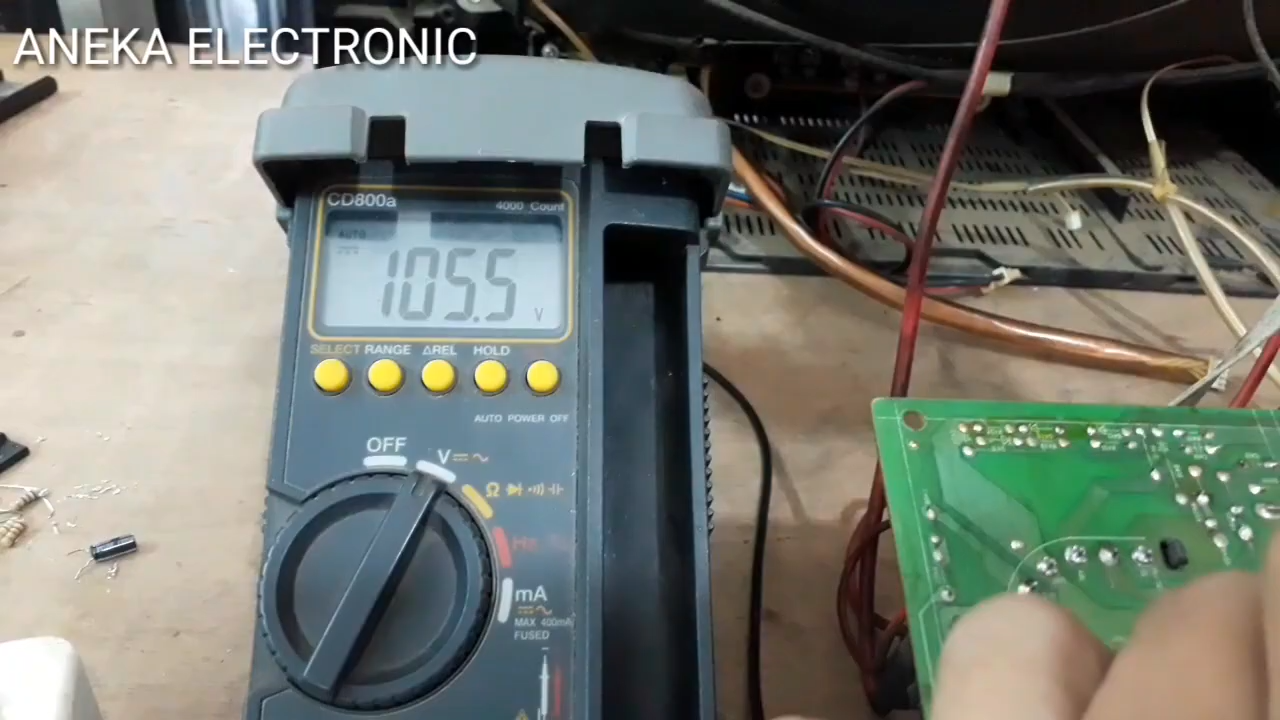 ANEKA ELECTRONIC
CD800a
4000 Count
AUTO
105.5 V
SELECT RANGE ΔREL HOLD
AUTO POWER OFF
OFF
V
Ω
Hz
mA
MAX 400mA
FUSED